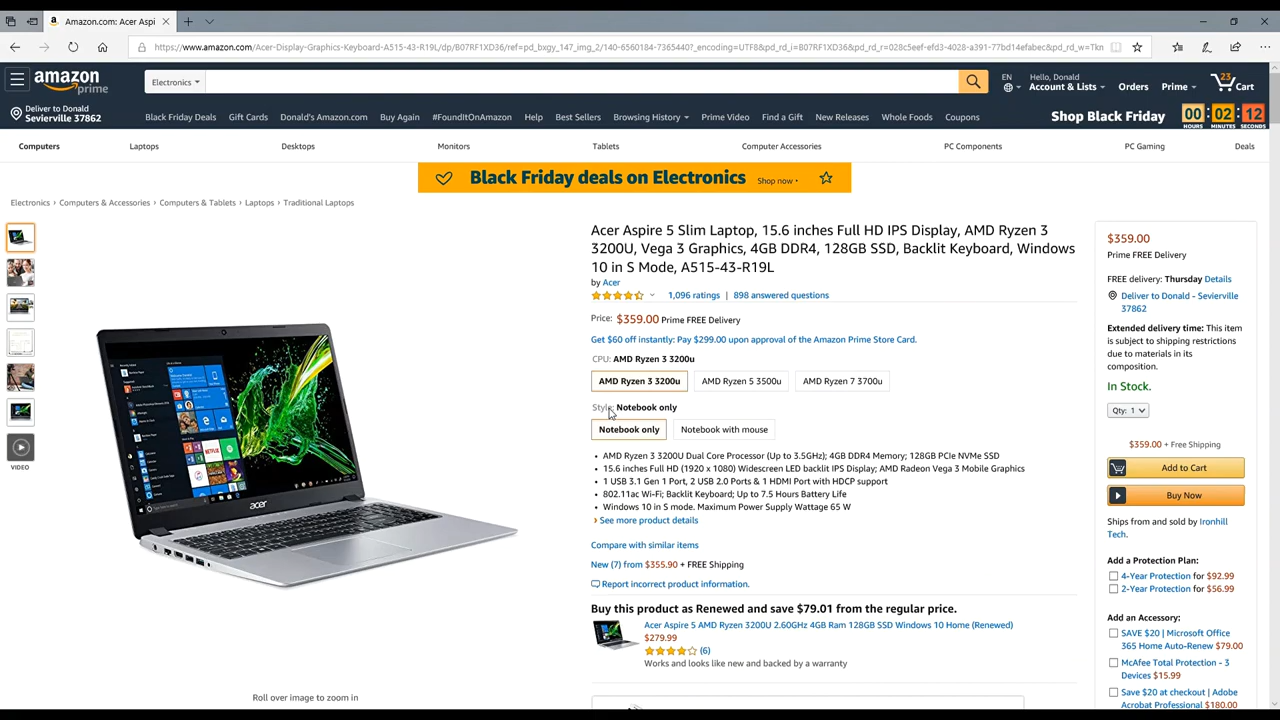 Amazon.com: Acer Aspi
https://www.amazon.com/Acer-Display-Graphics-Keyboard-A515-43-R19L/dp/B07RF1XD36/ref=pd_bxgy_147_img_2/140-6560184-7365440?_encoding=UTF8&pd_rd_i=B07RF1XD36&pd_rd_r=028c5eef-efd3-4028-a391-77bd14efabec&pd_rd_w=Tkn
amazon
prime
Electronics
EN
Hello, Donald
Account & Lists
Orders
Prime
23
Cart
Deliver to Donald
Sevierville 37862
Black Friday Deals
Gift Cards
Donald's Amazon.com
Buy Again
#FoundItOnAmazon
Help
Best Sellers
Browsing History
Prime Video
Find a Gift
New Releases
Whole Foods
Coupons
Shop Black Friday
00 : 02 : 12
HOURS MINUTES SECONDS
Computers
Laptops
Desktops
Monitors
Tablets
Computer Accessories
PC Components
PC Gaming
Deals
Black Friday deals on Electronics Shop now
Electronics › Computers & Accessories › Computers & Tablets › Laptops › Traditional Laptops
VIDEO
acer
Roll over image to zoom in
Acer Aspire 5 Slim Laptop, 15.6 inches Full HD IPS Display, AMD Ryzen 3
3200U, Vega 3 Graphics, 4GB DDR4, 128GB SSD, Backlit Keyboard, Windows
10 in S Mode, A515-43-R19L
by Acer
1,096 ratings | 898 answered questions
Price: $359.00 Prime FREE Delivery
Get $60 off instantly: Pay $299.00 upon approval of the Amazon Prime Store Card.
CPU: AMD Ryzen 3 3200u
AMD Ryzen 3 3200u
AMD Ryzen 5 3500u
AMD Ryzen 7 3700u
Style: Notebook only
Notebook only
Notebook with mouse
• AMD Ryzen 3 3200U Dual Core Processor (Up to 3.5GHz); 4GB DDR4 Memory; 128GB PCIe NVMe SSD
• 15.6 inches Full HD (1920 x 1080) Widescreen LED backlit IPS Display; AMD Radeon Vega 3 Mobile Graphics
• 1 USB 3.1 Gen 1 Port, 2 USB 2.0 Ports & 1 HDMI Port with HDCP support
• 802.11ac Wi-Fi; Backlit Keyboard; Up to 7.5 Hours Battery Life
• Windows 10 in S mode. Maximum Power Supply Wattage 65 W
› See more product details
Compare with similar items
New (7) from $355.90 + FREE Shipping
Report incorrect product information.
Buy this product as Renewed and save $79.01 from the regular price.
Acer Aspire 5 AMD Ryzen 3200U 2.60GHz 4GB Ram 128GB SSD Windows 10 Home (Renewed)
$279.99
(6)
Works and looks like new and backed by a warranty
$359.00
Prime FREE Delivery
FREE delivery: Thursday Details
Deliver to Donald - Sevierville
37862
Extended delivery time: This item
is subject to shipping restrictions
due to materials in its
composition.
In Stock.
Qty: 1
$359.00 + Free Shipping
Add to Cart
Buy Now
Ships from and sold by Ironhill
Tech.
Add a Protection Plan:
4-Year Protection for $92.99
2-Year Protection for $56.99
Add an Accessory:
SAVE $20 | Microsoft Office
365 Home Auto-Renew $79.00
McAfee Total Protection - 3
Devices $15.99
Save $20 at checkout | Adobe
Acrobat Professional $180.00